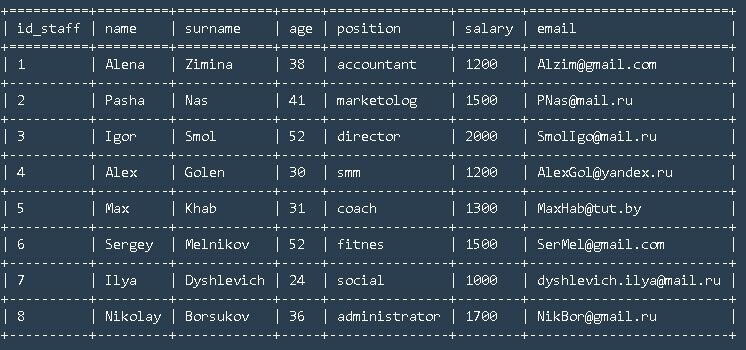 | id_staff | name | surname | age | position | salary | email |
| 1 | Alena | Zimina | 38 | accountant | 1200 | Alzim@gmail.com |
| 2 | Pasha | Nas | 41 | marketolog | 1500 | PNas@mail.ru |
| 3 | Igor | Smol | 52 | director | 2000 | SmolIgo@mail.ru |
| 4 | Alex | Golen | 30 | smm | 1200 | AlexGol@yandex.ru |
| 5 | Max | Khab | 31 | coach | 1300 | MaxHab@tut.by |
| 6 | Sergey | Melnikov | 52 | fitnes | 1500 | SerMel@gmail.com |
| 7 | Ilya | Dyshlevich | 24 | social | 1000 | dyshlevich.ilya@mail.ru |
| 8 | Nikolay | Borsukov | 36 | administrator | 1700 | NikBor@gmail.ru |